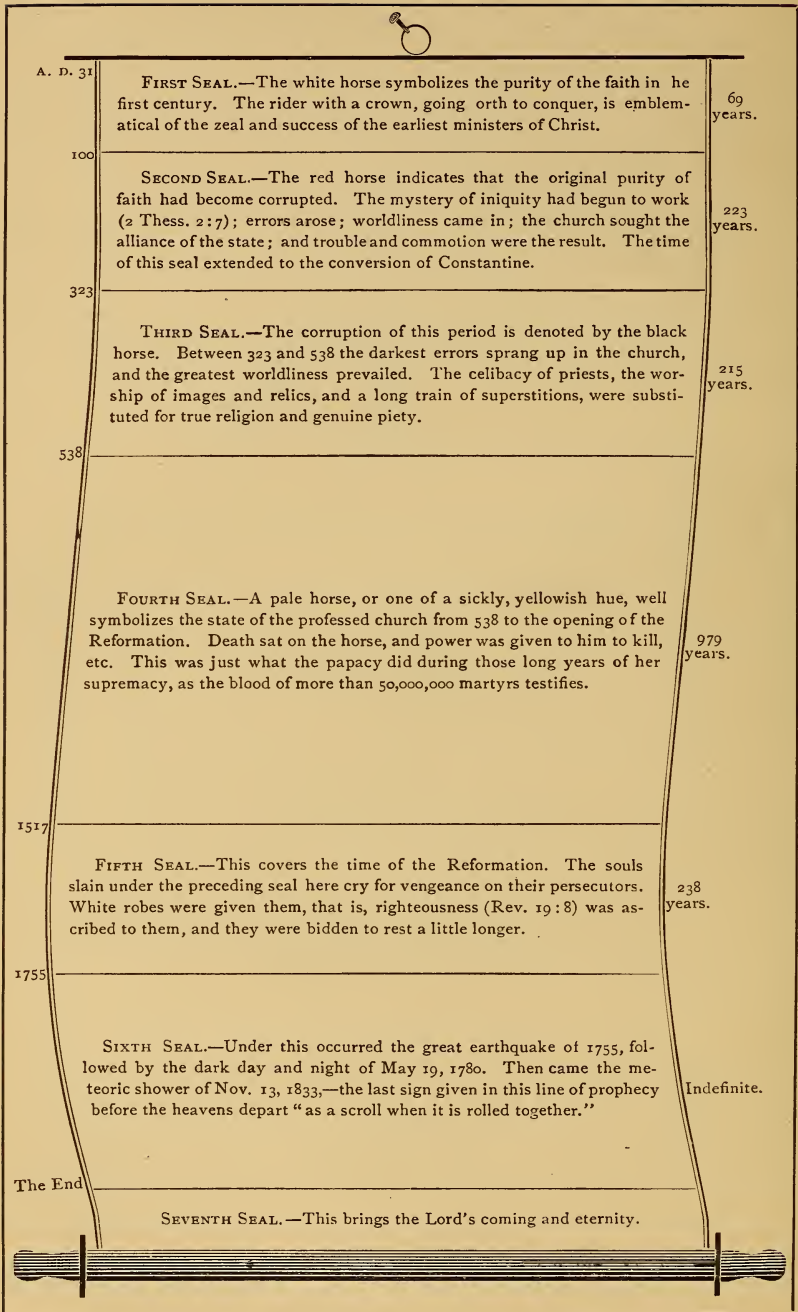 A. D. 31
FIRST SEAL.—The white horse symbolizes the purity of the faith in he
first century. The rider with a crown, going orth to conquer, is emblem-
atical of the zeal and success of the earliest ministers of Christ.
69
years.
100
SECOND SEAL.—The red horse indicates that the original purity of
faith had become corrupted. The mystery of iniquity had begun to work
(2 Thess. 2:7); errors arose; worldliness came in; the church sought the
alliance of the state; and trouble and commotion were the result. The time
of this seal extended to the conversion of Constantine.
223
years.
323
THIRD SEAL.—The corruption of this period is denoted by the black
horse. Between 323 and 538 the darkest errors sprang up in the church,
and the greatest worldliness prevailed. The celibacy of priests, the wor-
ship of images and relics, and a long train of superstitions, were substi-
tuted for true religion and genuine piety.
215
years.
538
FOURTH SEAL.—A pale horse, or one of a sickly, yellowish hue, well
symbolizes the state of the professed church from 538 to the opening of the
Reformation. Death sat on the horse, and power was given to him to kill,
etc. This was just what the papacy did during those long years of her
supremacy, as the blood of more than 50,000,000 martyrs testifies.
979
years.
1517
FIFTH SEAL.—This covers the time of the Reformation. The souls
slain under the preceding seal here cry for vengeance on their persecutors.
White robes were given them, that is, righteousness (Rev. 19:8) was as-
cribed to them, and they were bidden to rest a little longer.
238
years.
1755
SIXTH SEAL.—Under this occurred the great earthquake of 1755, fol-
lowed by the dark day and night of May 19, 1780. Then came the me-
teoric shower of Nov. 13, 1833,—the last sign given in this line of prophecy
before the heavens depart "as a scroll when it is rolled together."
Indefinite.
The End
SEVENTH SEAL.—This brings the Lord's coming and eternity.